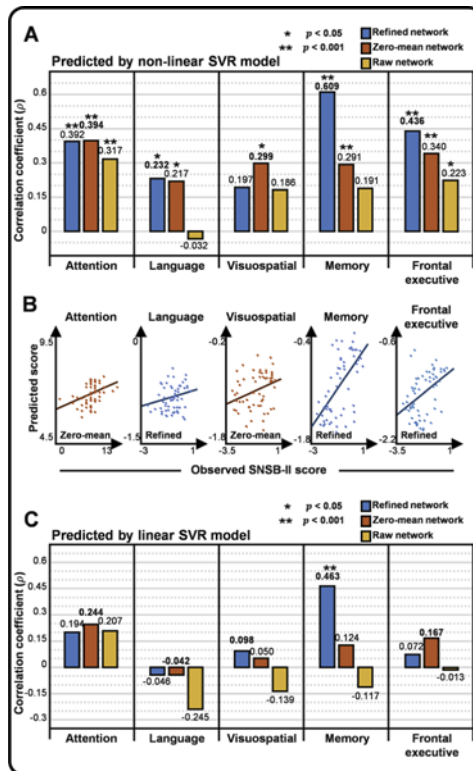 A
* p < 0.05
** p < 0.001
Refined network
Zero-mean network
Raw network
Predicted by non-linear SVR model
Correlation coefficient (ρ)
0.6
0.45
0.3
0.15
0
** 0.392
** 0.394
** 0.317
* 0.232
* 0.217
-0.032
0.197
* 0.299
0.186
** 0.609
** 0.291
0.191
** 0.436
** 0.340
* 0.223
Attention
Language
Visuospatial
Memory
Frontal
executive
B
Attention
Language
Visuospatial
Memory
Frontal
executive
Predicted score
9.5
4.5
0
13
Zero-mean
0
-1.5
-3
1
Refined
-0.2
-1.8
-3
1
Zero-mean
-0.4
-1.8
-3
1
Refined
-0.6
-2.2
-3.5
1
Refined
Observed SNSB-II score
C
* p < 0.05
** p < 0.001
Refined network
Zero-mean network
Raw network
Predicted by linear SVR model
Correlation coefficient (ρ)
0.6
0.45
0.3
0.15
0
-0.15
-0.3
0.194
0.244
0.207
-0.046
-0.042
-0.245
0.098
0.050
-0.139
** 0.463
0.124
-0.117
0.072
0.167
-0.013
Attention
Language
Visuospatial
Memory
Frontal
executive